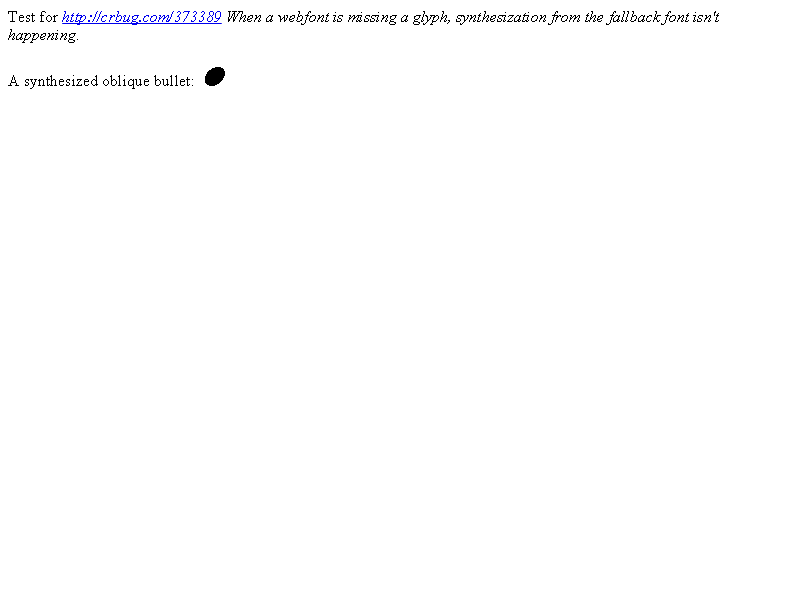 Test for http://crbug.com/373389 When a webfont is missing a glyph, synthesization from the fallback font isn't
happening.
A synthesized oblique bullet: •